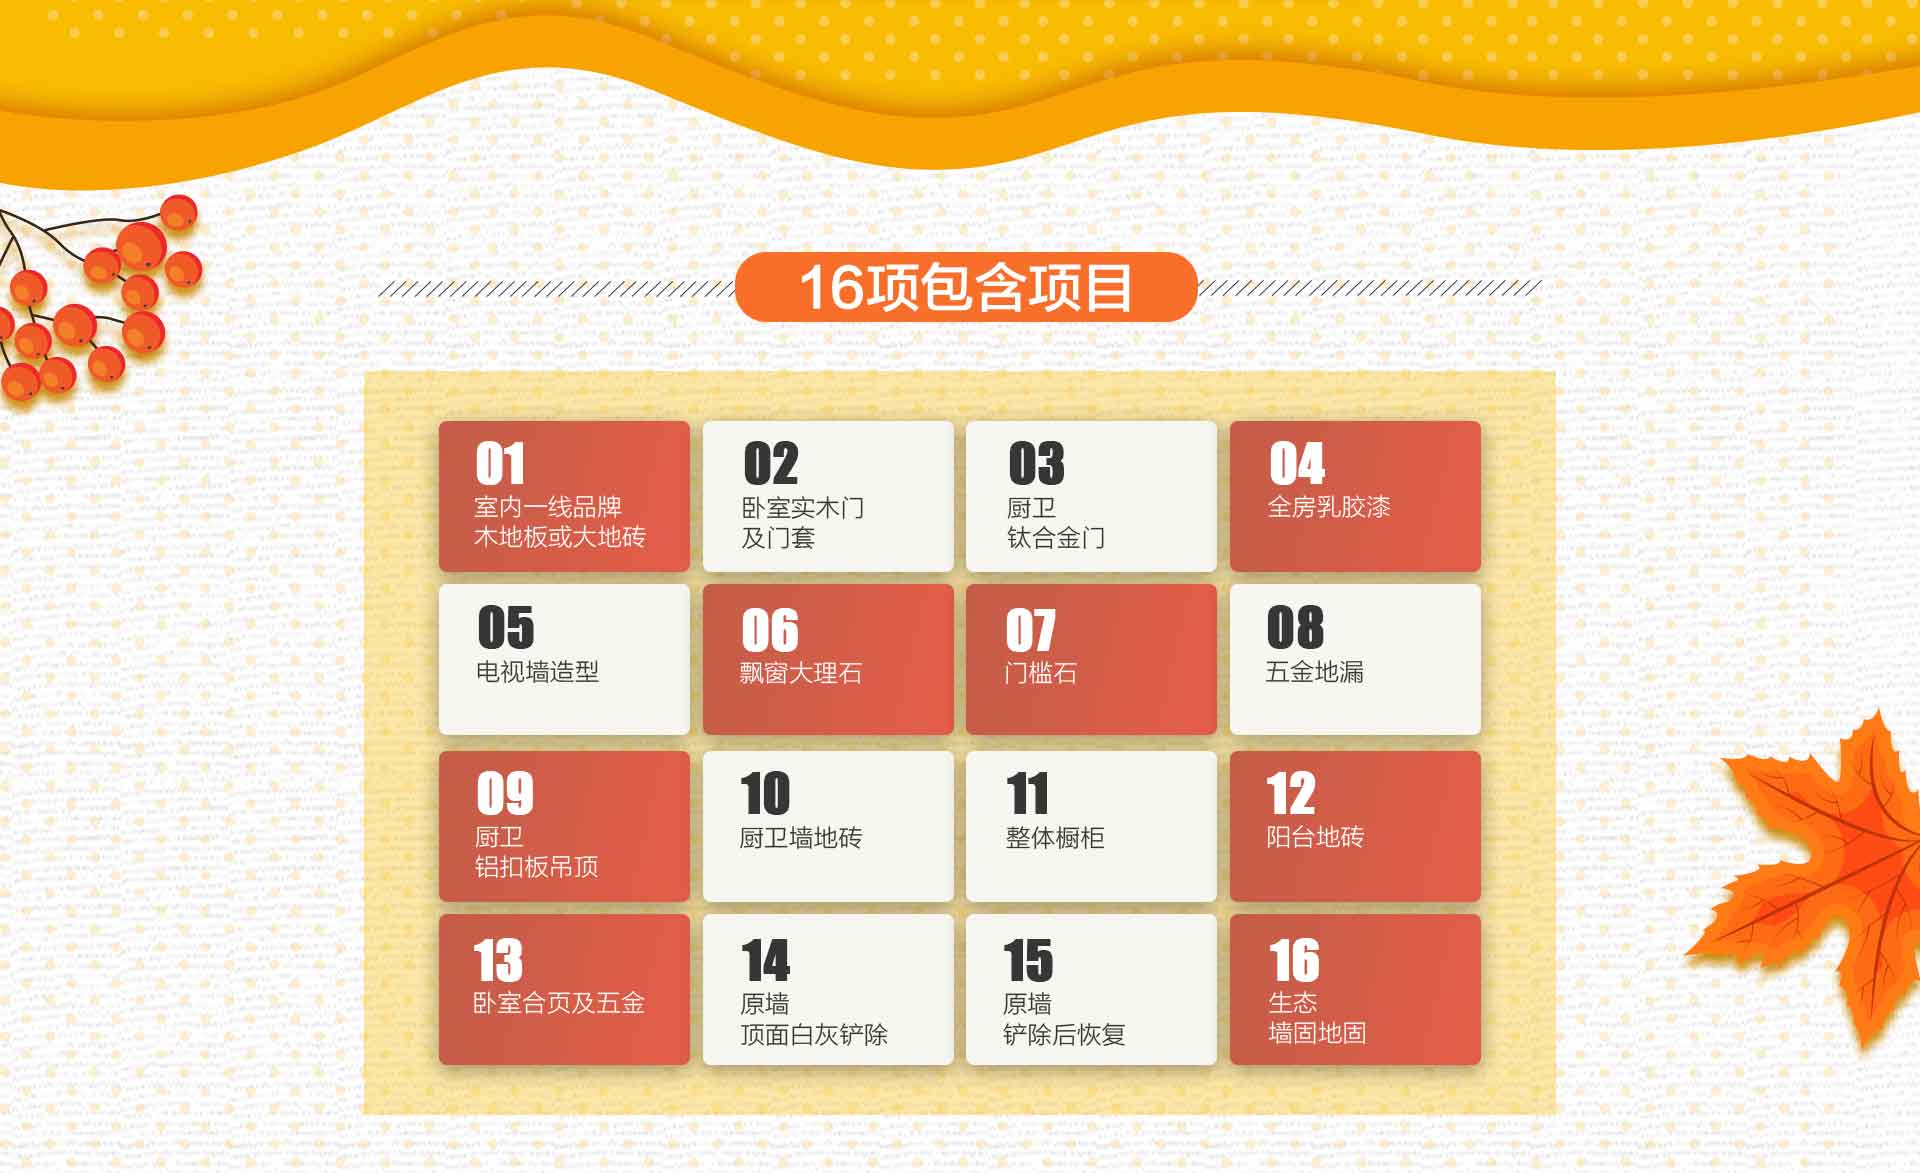 16项包含项目
01
室内一线品牌
木地板或大地砖
02
卧室实木门
及门套
03
厨卫
钛合金门
04
全房乳胶漆
05
电视墙造型
06
飘窗大理石
07
门槛石
08
五金地漏
09
厨卫
铝扣板吊顶
10
厨卫墙地砖
11
整体橱柜
12
阳台地砖
13
卧室合页及五金
14
原墙
顶面白灰铲除
15
原墙
铲除后恢复
16
生态
墙固地固